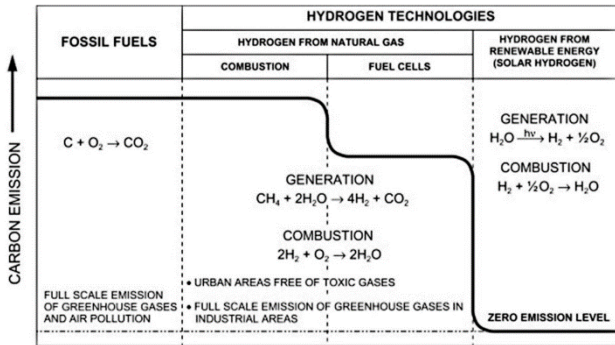 HYDROGEN TECHNOLOGIES
FOSSIL FUELS
HYDROGEN FROM NATURAL GAS
HYDROGEN FROM
RENEWABLE ENERGY
(SOLAR HYDROGEN)
COMBUSTION
FUEL CELLS
CARBON EMISSION
C + O₂ → CO₂
GENERATION
CH₄ + 2H₂O → 4H₂ + CO₂
COMBUSTION
2H₂ + O₂ → 2H₂O
GENERATION
H₂O —hν→ H₂ + ½O₂
COMBUSTION
H₂ + ½O₂ → H₂O
FULL SCALE EMISSION
OF GREENHOUSE GASES
AND AIR POLLUTION
• URBAN AREAS FREE OF TOXIC GASES
• FULL SCALE EMISSION OF GREENHOUSE GASES IN
INDUSTRIAL AREAS
ZERO EMISSION LEVEL